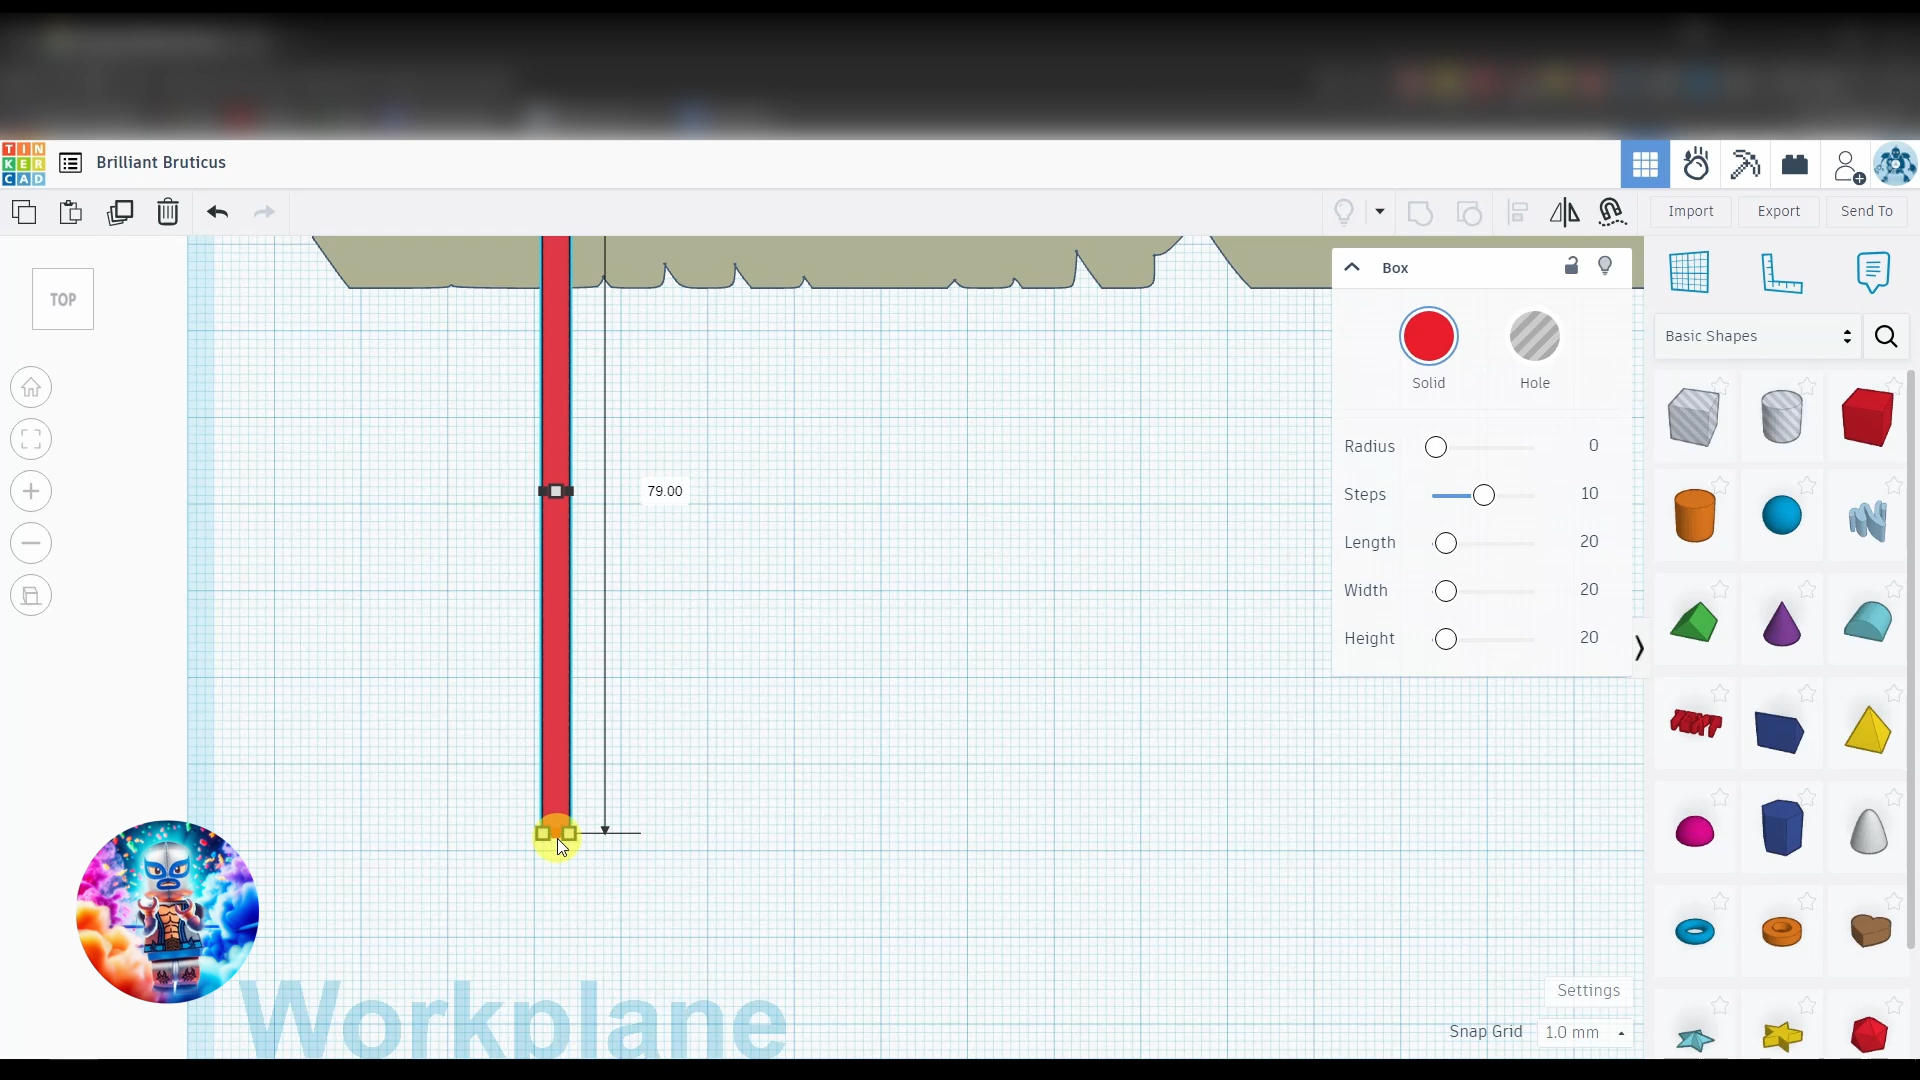 TIN
KER
CAD
Brilliant Bruticus
Import
Export
Send To
TOP
Box
Solid
Hole
Radius 0
Steps 10
Length 20
Width 20
Height 20
79.00
Basic Shapes
TEXT
Workplane
Settings
Snap Grid 1.0 mm